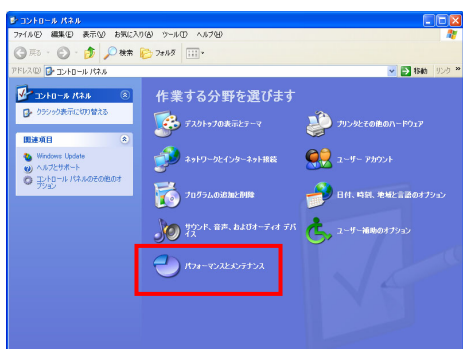 コントロール パネル
ファイル(F) 編集(E) 表示(V) お気に入り(A) ツール(T) ヘルプ(H)
戻る 検索 フォルダ
アドレス(D) コントロール パネル 移動 リンク »
コントロール パネル
クラシック表示に切り替える
関連項目
Windows Update
ヘルプとサポート
コントロール パネルのその他のオプション
作業する分野を選びます
デスクトップの表示とテーマ
プリンタとその他のハードウェア
ネットワークとインターネット接続
ユーザー アカウント
プログラムの追加と削除
日付、時刻、地域と言語のオプション
サウンド、音声、およびオーディオ デバ
イス
ユーザー補助のオプション
パフォーマンスとメンテナンス